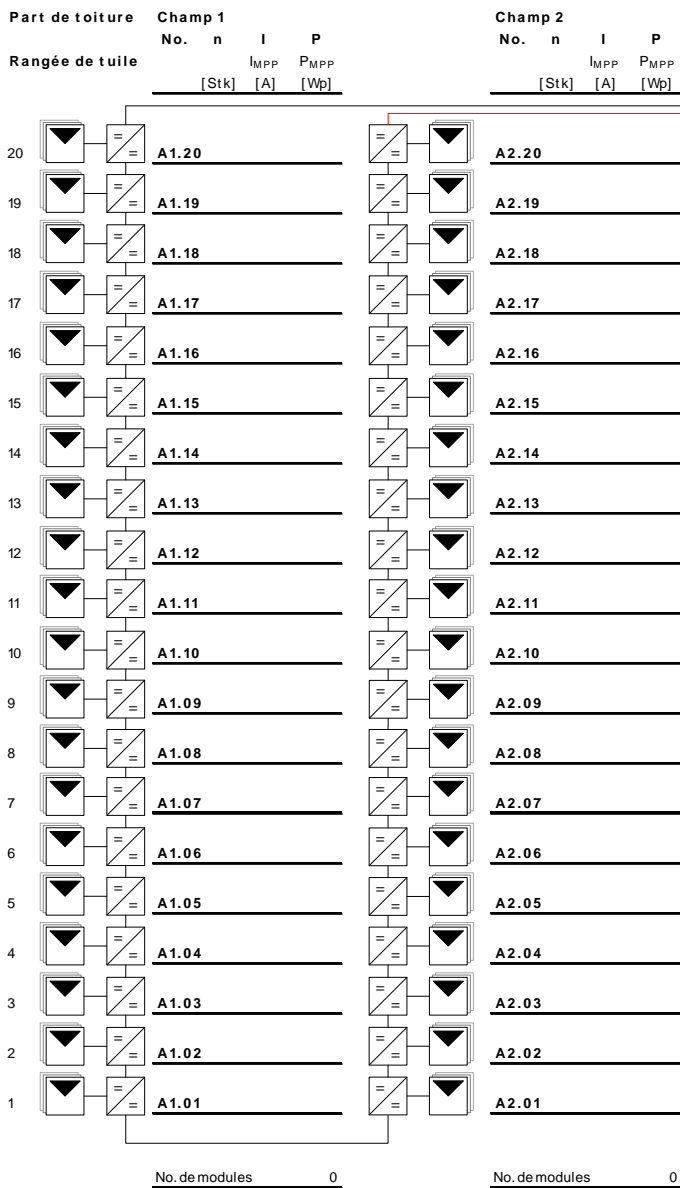 Part de toiture Champ 1 Champ 2
No. n I P No. n I P
Rangée de tuile IMPP PMPP IMPP PMPP
[Stk] [A] [Wp] [Stk] [A] [Wp]
20 A1.20 A2.20
19 A1.19 A2.19
18 A1.18 A2.18
17 A1.17 A2.17
16 A1.16 A2.16
15 A1.15 A2.15
14 A1.14 A2.14
13 A1.13 A2.13
12 A1.12 A2.12
11 A1.11 A2.11
10 A1.10 A2.10
9 A1.09 A2.09
8 A1.08 A2.08
7 A1.07 A2.07
6 A1.06 A2.06
5 A1.05 A2.05
4 A1.04 A2.04
3 A1.03 A2.03
2 A1.02 A2.02
1 A1.01 A2.01
No. de modules 0 No. de modules 0